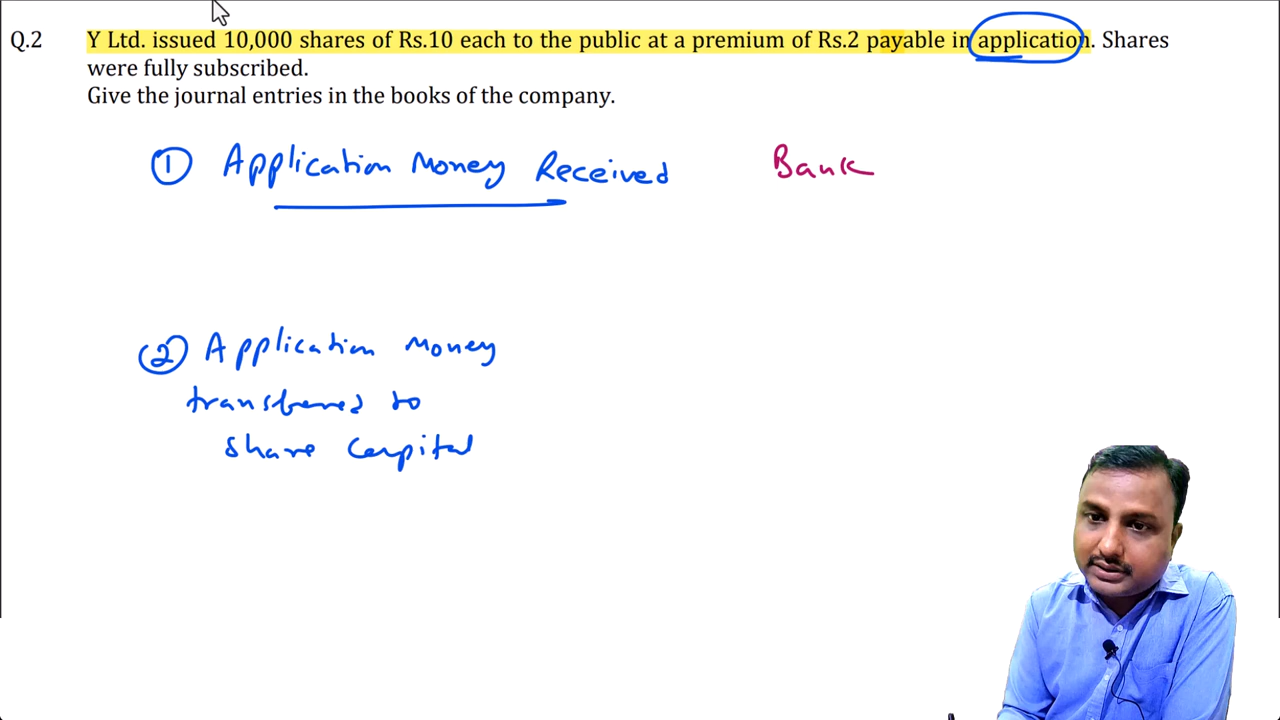 Q.2 Y Ltd. issued 10,000 shares of Rs.10 each to the public at a premium of Rs.2 payable in application. Shares
were fully subscribed.
Give the journal entries in the books of the company.
① Application Money Received Bank
② Application Money
transferred to
Share Capital